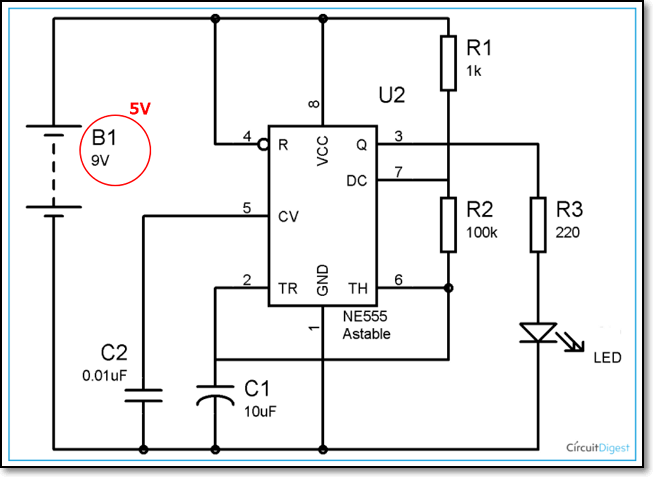 5V
B1
9V
R1
1k
U2
8
4
R
VCC
Q
3
DC
7
5
CV
R2
100k
R3
220
2
TR
GND
TH
6
1
NE555
Astable
C2
0.01uF
C1
10uF
LED
CircuitDigest